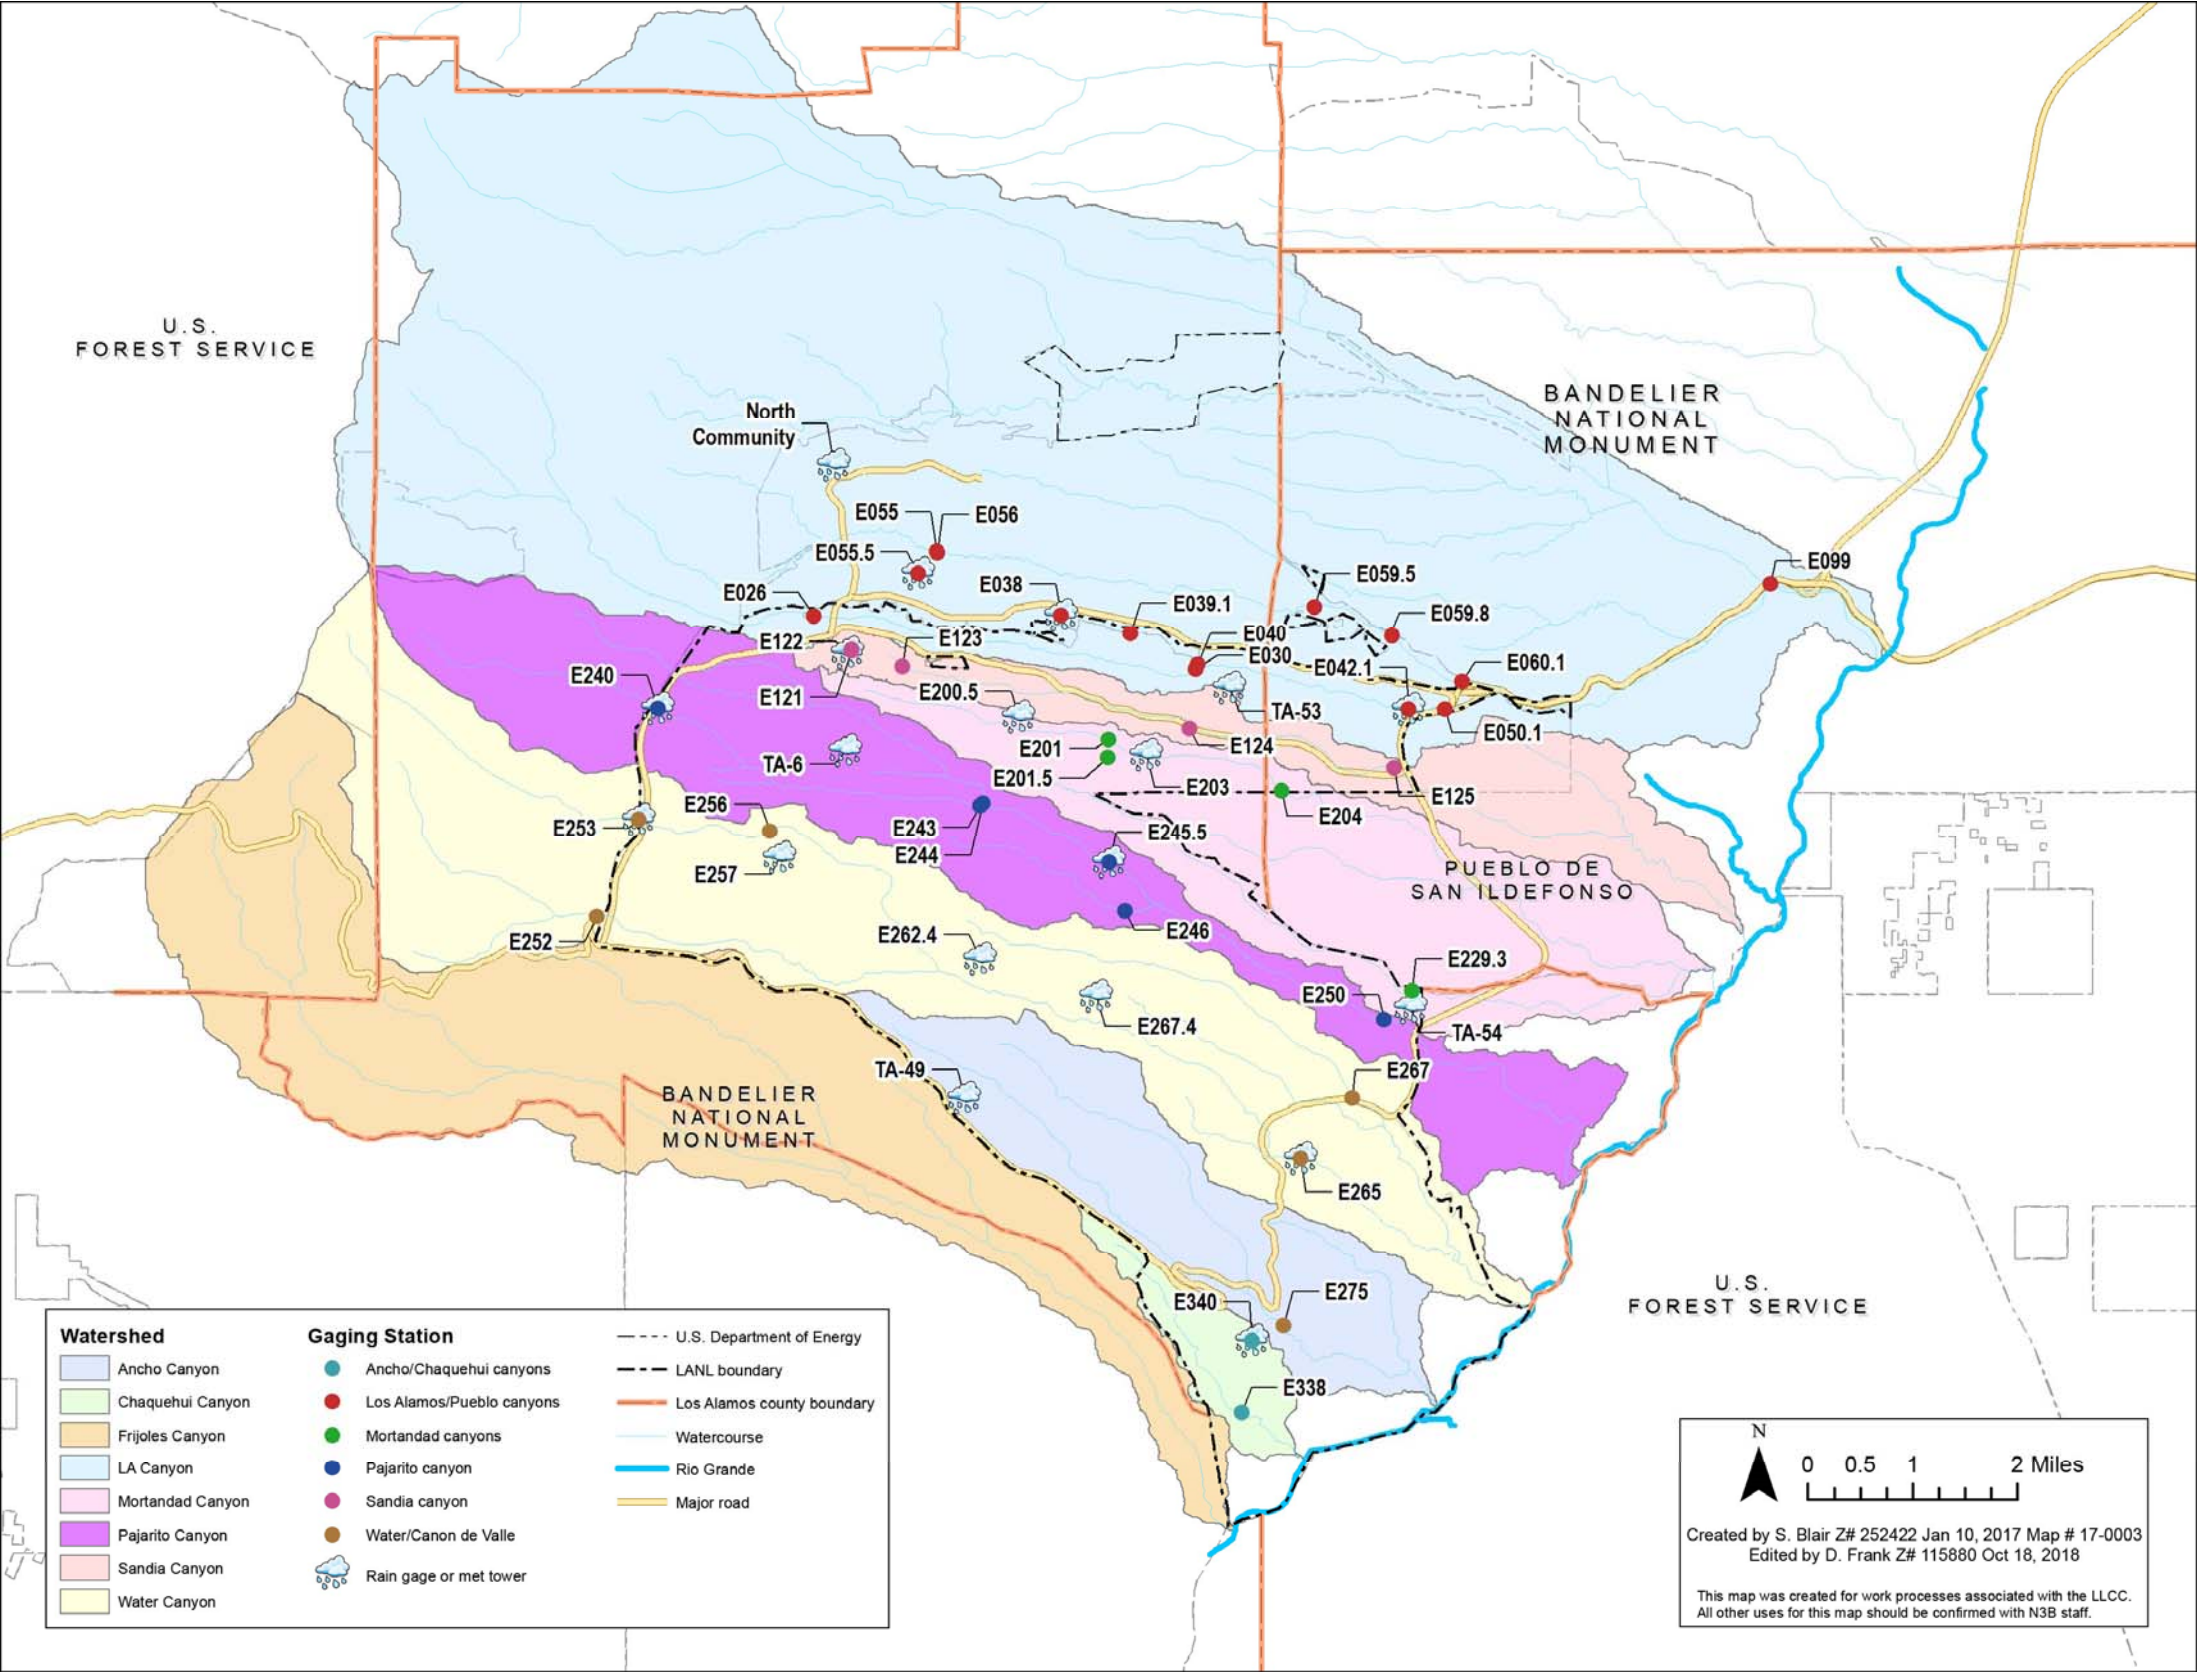 U.S.
FOREST SERVICE
BANDELIER
NATIONAL
MONUMENT
North
Community
E055
E056
E055.5
E099
E038
E059.5
E026
E039.1
E059.8
E122
E123
E040
E030
E042.1
E060.1
E240
E121
E200.5
TA-53
E050.1
E201
E124
TA-6
E201.5
E203
E125
E256
E204
E253
E243
E245.5
E244
E257
PUEBLO DE
SAN ILDEFONSO
E252
E262.4
E246
E229.3
E250
E267.4
TA-54
TA-49
E267
BANDELIER
NATIONAL
MONUMENT
E265
E275
E340
E338
U.S.
FOREST SERVICE
Watershed
Ancho Canyon
Chaquehui Canyon
Frijoles Canyon
LA Canyon
Mortandad Canyon
Pajarito Canyon
Sandia Canyon
Water Canyon
Gaging Station
Ancho/Chaquehui canyons
Los Alamos/Pueblo canyons
Mortandad canyons
Pajarito canyon
Sandia canyon
Water/Canon de Valle
Rain gage or met tower
U.S. Department of Energy
LANL boundary
Los Alamos county boundary
Watercourse
Rio Grande
Major road
N
0 0.5 1 2 Miles
Created by S. Blair Z# 252422 Jan 10, 2017 Map # 17-0003
Edited by D. Frank Z# 115880 Oct 18, 2018
This map was created for work processes associated with the LLCC.
All other uses for this map should be confirmed with N3B staff.